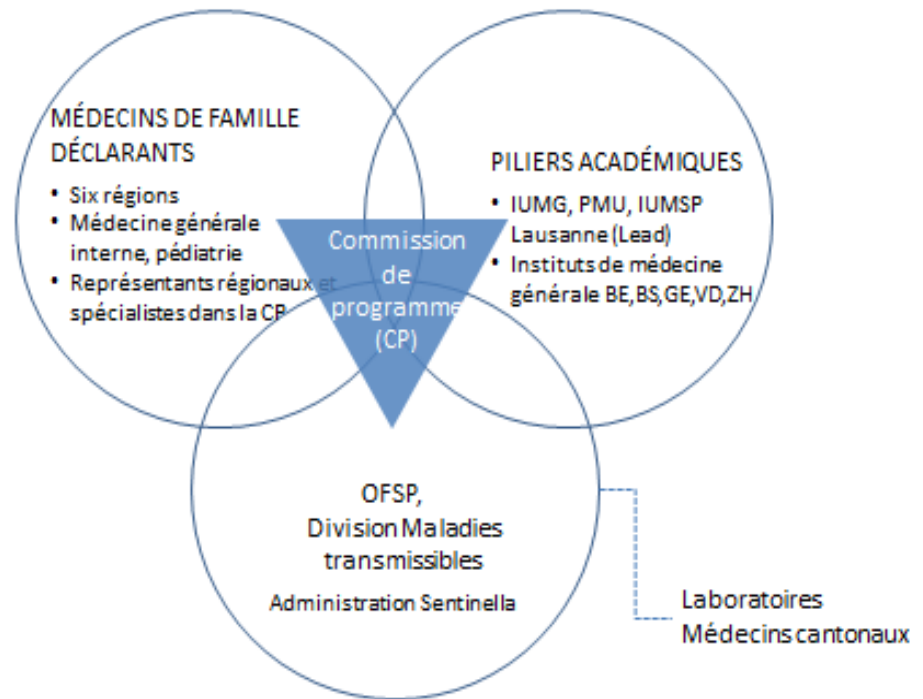 MÉDECINS DE FAMILLE
DÉCLARANTS
• Six régions
• Médecine générale
interne, pédiatrie
• Représentants régionaux et
spécialistes dans la CP
PILIERS ACADÉMIQUES
• IUMG, PMU, IUMSP
Lausanne (Lead)
• Instituts de médecine
générale BE,BS,GE,VD,ZH
Commission
de
programme
(CP)
OFSP,
Division Maladies
transmissibles
Administration Sentinella
Laboratoires
Médecins cantonaux